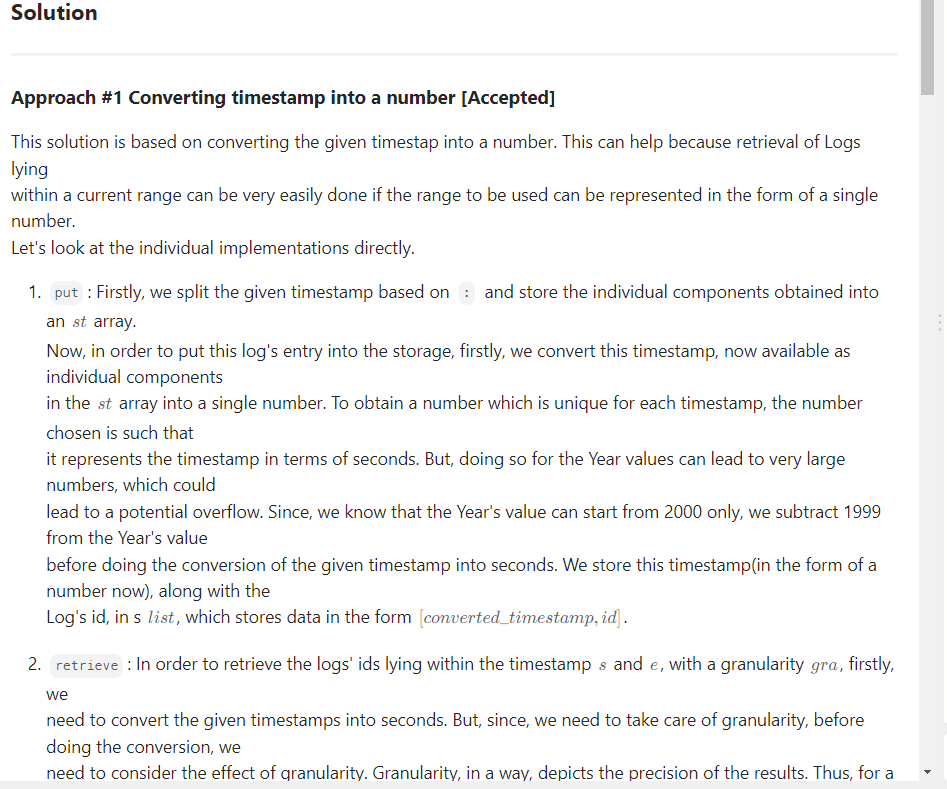 Solution
Approach #1 Converting timestamp into a number [Accepted]
This solution is based on converting the given timestap into a number. This can help because retrieval of Logs
lying
within a current range can be very easily done if the range to be used can be represented in the form of a single
number.
Let's look at the individual implementations directly.
1. put : Firstly, we split the given timestamp based on : and store the individual components obtained into
an st array.
Now, in order to put this log's entry into the storage, firstly, we convert this timestamp, now available as
individual components
in the st array into a single number. To obtain a number which is unique for each timestamp, the number
chosen is such that
it represents the timestamp in terms of seconds. But, doing so for the Year values can lead to very large
numbers, which could
lead to a potential overflow. Since, we know that the Year's value can start from 2000 only, we subtract 1999
from the Year's value
before doing the conversion of the given timestamp into seconds. We store this timestamp(in the form of a
number now), along with the
Log's id, in s list, which stores data in the form [converted_timestamp, id].
2. retrieve : In order to retrieve the logs' ids lying within the timestamp s and e, with a granularity gra, firstly,
we
need to convert the given timestamps into seconds. But, since, we need to take care of granularity, before
doing the conversion, we
need to consider the effect of granularity. Granularity, in a way, depicts the precision of the results. Thus, for a